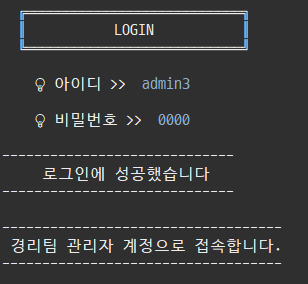 LOGIN
아이디 >> admin3
비밀번호 >> 0000
로그인에 성공했습니다
경리팀 관리자 계정으로 접속합니다.